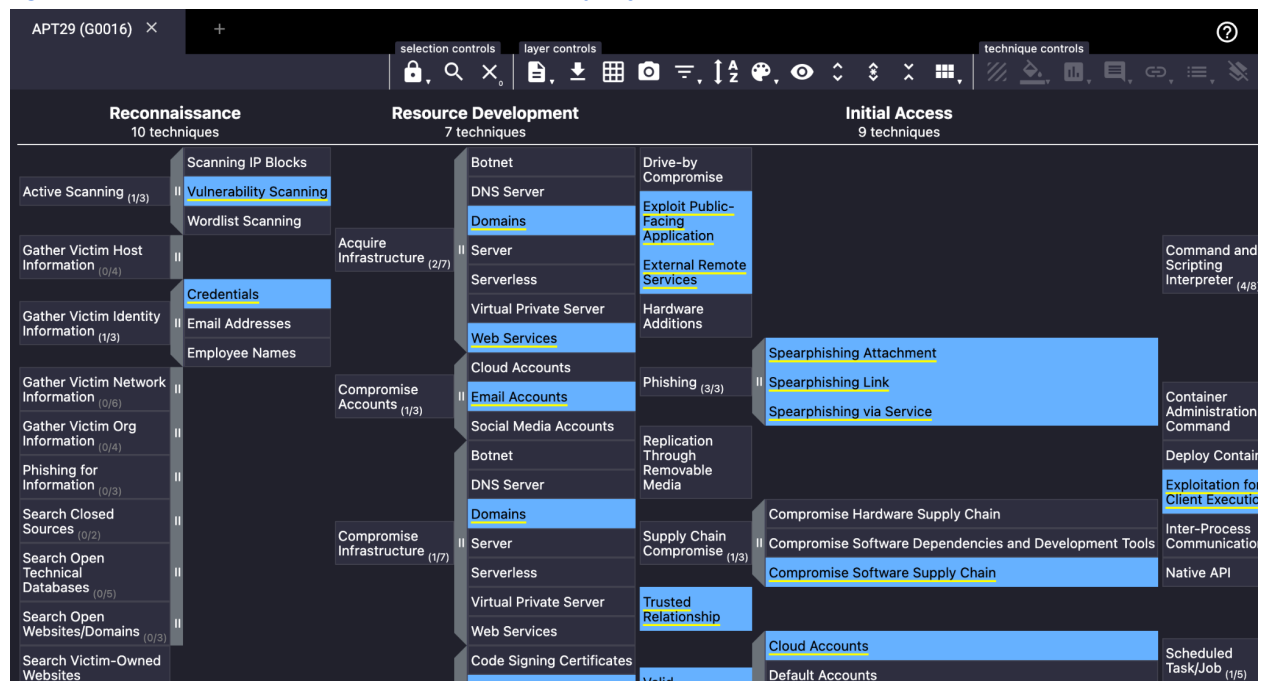 APT29 (G0016) ×
+
selection controls
layer controls
technique controls
Reconnaissance
10 techniques
Resource Development
7 techniques
Initial Access
9 techniques
Active Scanning (1/3)
Scanning IP Blocks
Vulnerability Scanning
Wordlist Scanning
Gather Victim Host
Information (0/4)
Gather Victim Identity
Information (1/3)
Credentials
Email Addresses
Employee Names
Gather Victim Network
Information (0/6)
Gather Victim Org
Information (0/4)
Phishing for
Information (0/3)
Search Closed
Sources (0/2)
Search Open
Technical
Databases (0/5)
Search Open
Websites/Domains (0/3)
Search Victim-Owned
Websites
Acquire
Infrastructure (2/7)
Botnet
DNS Server
Domains
Server
Serverless
Virtual Private Server
Web Services
Compromise
Accounts (1/3)
Cloud Accounts
Email Accounts
Social Media Accounts
Compromise
Infrastructure (1/7)
Botnet
DNS Server
Domains
Server
Serverless
Virtual Private Server
Web Services
Code Signing Certificates
Drive-by
Compromise
Exploit Public-
Facing
Application
External Remote
Services
Hardware
Additions
Phishing (3/3)
Spearphishing Attachment
Spearphishing Link
Spearphishing via Service
Replication
Through
Removable
Media
Supply Chain
Compromise (1/3)
Compromise Hardware Supply Chain
Compromise Software Dependencies and Development Tools
Compromise Software Supply Chain
Trusted
Relationship
Valid
Cloud Accounts
Default Accounts
Command and
Scripting
Interpreter (4/8)
Container
Administration
Command
Deploy
Exploitation for
Client
Inter-Process
Native API
Scheduled
Task/Job (1/5)